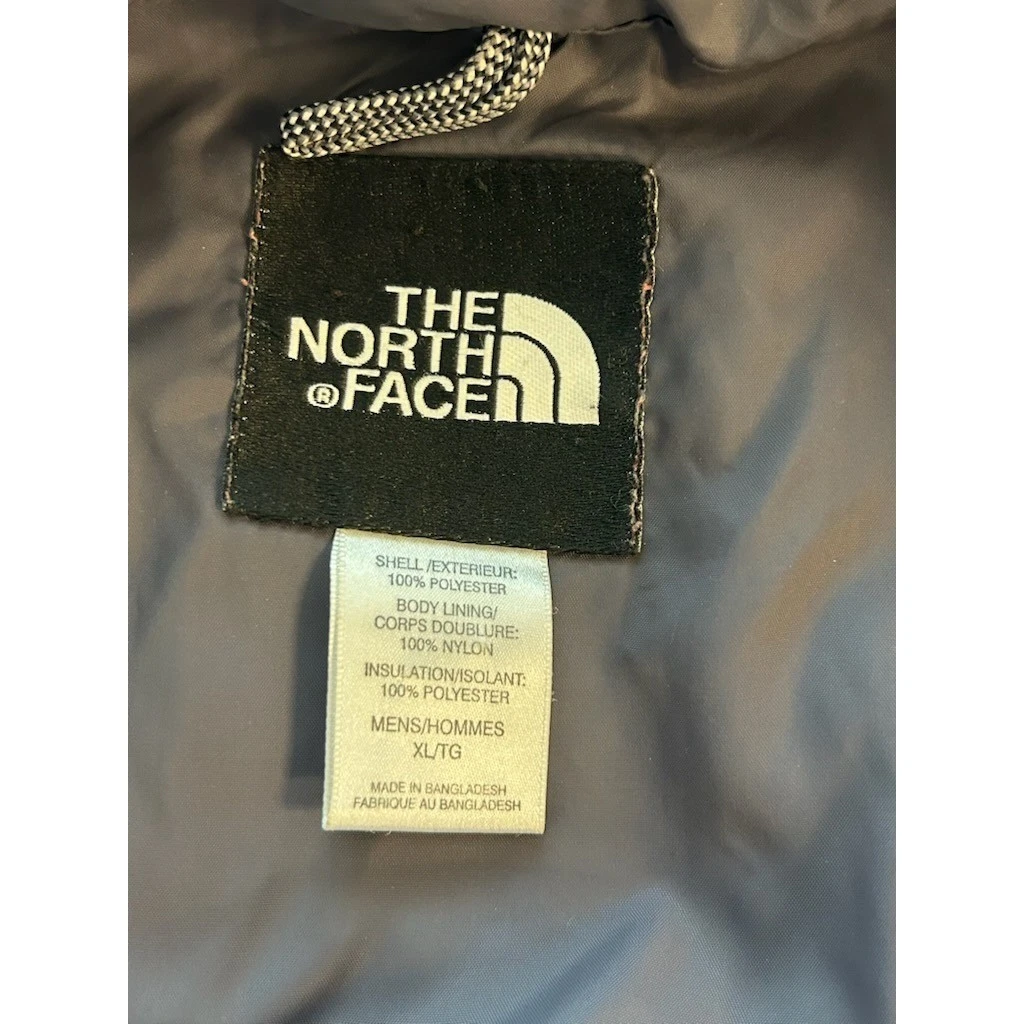 THE
NORTH
® FACE
SHELL /EXTERIEUR:
100% POLYESTER
BODY LINING/
CORPS DOUBLURE:
100% NYLON
INSULATION/ISOLANT:
100% POLYESTER
MENS/HOMMES
XL/TG
MADE IN BANGLADESH
FABRIQUE AU BANGLADESH